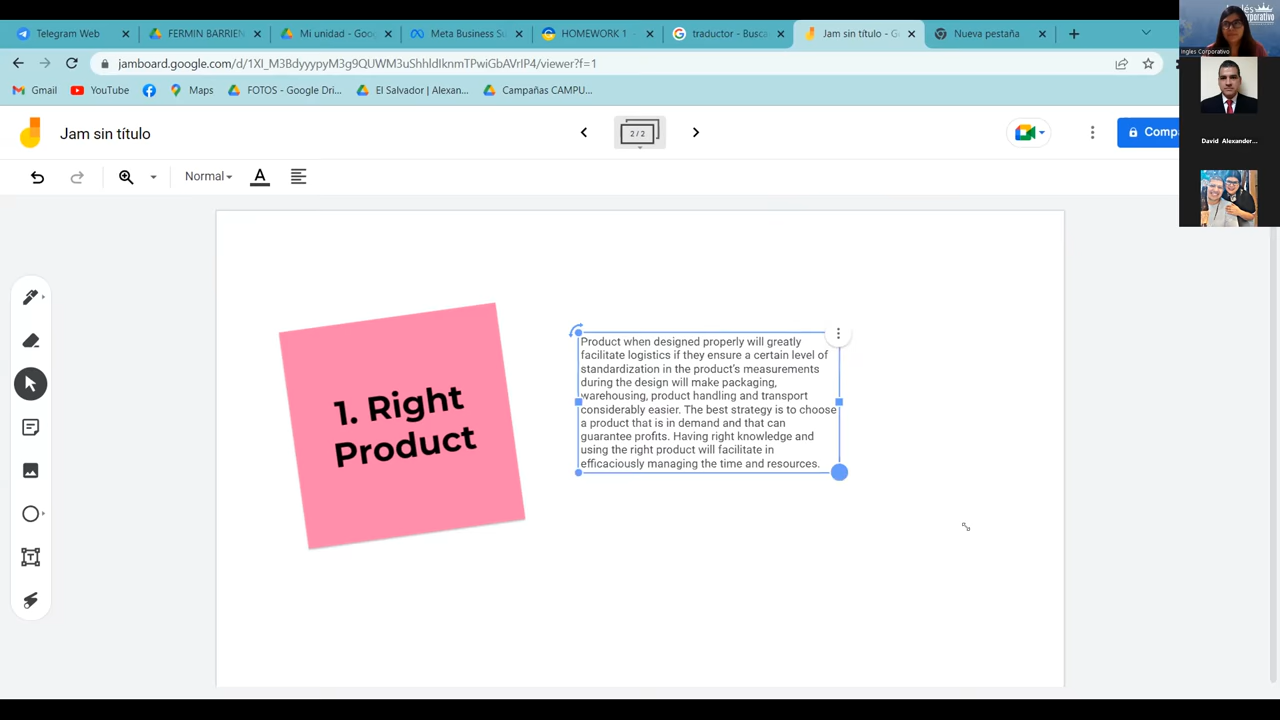 Telegram Web
FERMIN BARRIEN
Mi unidad - Goog
Meta Business Su
HOMEWORK 1
traductor - Busca
Jam sin título - G
Nueva pestaña
jamboard.google.com/d/1XI_M3BdyyypyM3g9QUWM3uShhldIknmTPwiGbAVrIP4/viewer?f=1
Gmail
YouTube
Maps
FOTOS - Google Dri...
El Salvador | Alexan...
Campañas CAMPU...
Ingles Corporativo
David Alexander...
Jam sin título
2 / 2
Compa
Normal
1. Right
Product
Product when designed properly will greatly
facilitate logistics if they ensure a certain level of
standardization in the product's measurements
during the design will make packaging,
warehousing, product handling and transport
considerably easier. The best strategy is to choose
a product that is in demand and that can
guarantee profits. Having right knowledge and
using the right product will facilitate in
efficaciously managing the time and resources.